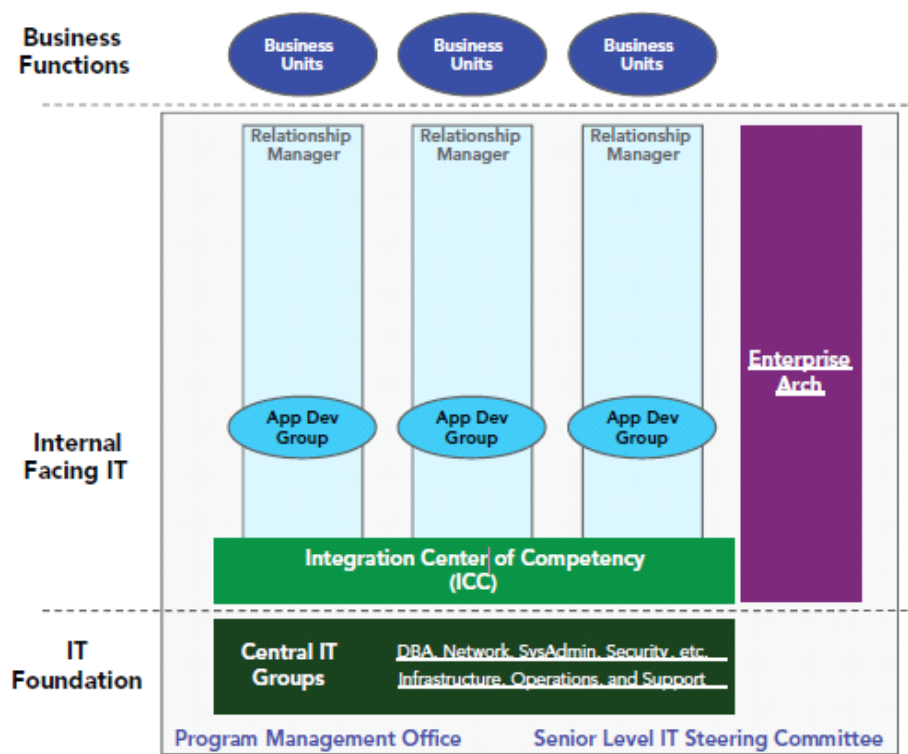 Business
Functions
Business
Units
Business
Units
Business
Units
Relationship
Manager
Relationship
Manager
Relationship
Manager
Enterprise
Arch
App Dev
Group
App Dev
Group
App Dev
Group
Internal
Facing IT
Integration Center of Competency
(ICC)
IT
Foundation
Central IT
Groups
DBA, Network, SysAdmin, Security, etc.
Infrastructure, Operations, and Support
Program Management Office
Senior Level IT Steering Committee